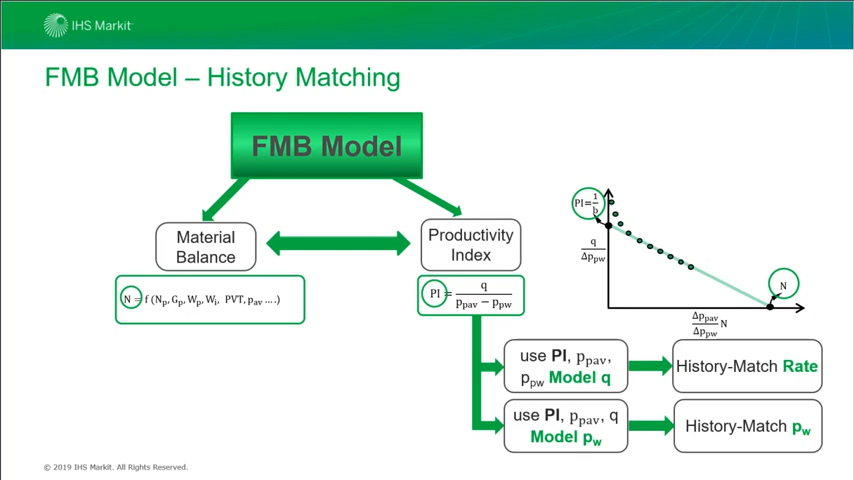 IHS Markit
FMB Model – History Matching
FMB Model
Material
Balance
Productivity
Index
N = f (Nₚ, Gₚ, Wₚ, Wᵢ, PVT, pₐᵥ ....)
PI = q / (pₚₐᵥ − pₚw)
PI= 1/b
q / Δpₚw
N
Δpₚₐᵥ / Δpₚw N
use PI, pₚₐᵥ,
pₚw Model q
History-Match Rate
use PI, pₚₐᵥ, q
Model pw
History-Match pw
© 2019 IHS Markit. All Rights Reserved.